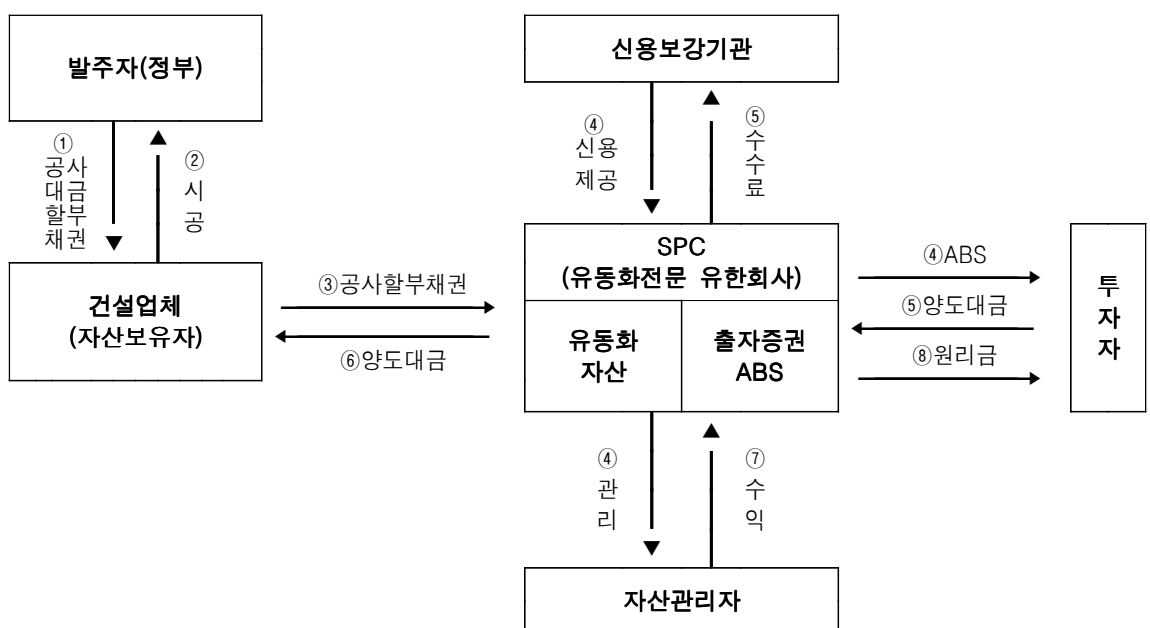 발주자(정부)
신용보강기관
①
공사
대금
할부
채권
②
시
공
④
신용
제공
⑤
수
수
료
건설업체
(자산보유자)
③공사할부채권
⑥양도대금
SPC
(유동화전문 유한회사)
유동화
자산
출자증권
ABS
④ABS
⑤양도대금
⑧원리금
투
자
자
④
관
리
⑦
수
익
자산관리자